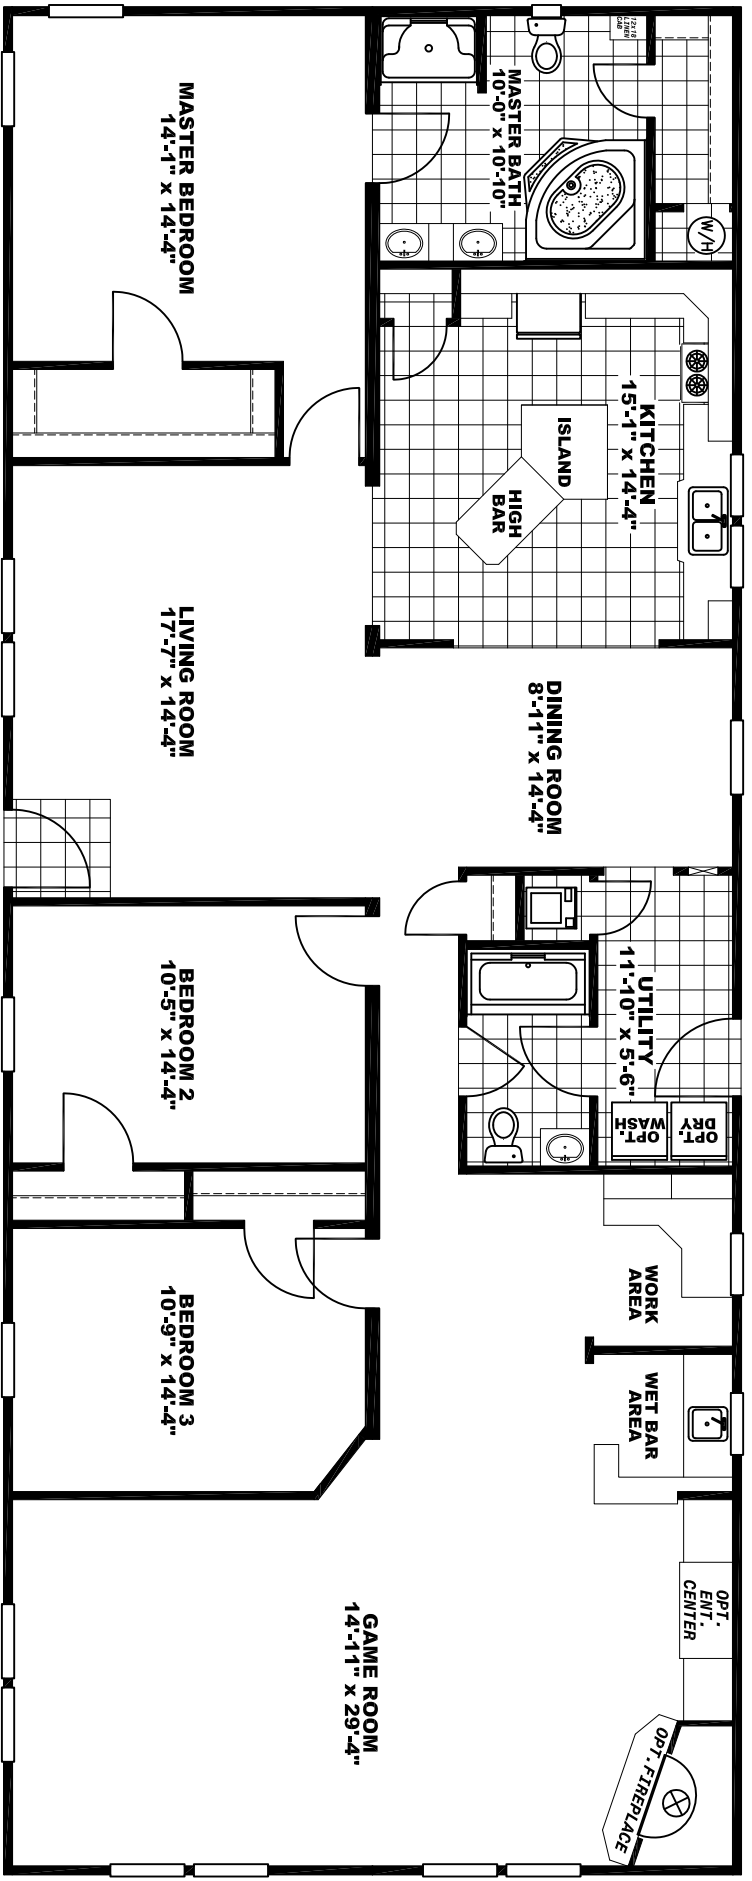 MASTER BEDROOM
14'-1" x 14'-4"
MASTER BATH
10'-0" x 10'-10"
12x18
LINEN
CAB
W/H
KITCHEN
15'-1" x 14'-4"
ISLAND
HIGH
BAR
LIVING ROOM
17'-7" x 14'-4"
DINING ROOM
8'-11" x 14'-4"
UTILITY
11'-10" x 5'-6"
OPT.
WASH
OPT.
DRY
BEDROOM 2
10'-5" x 14'-4"
BEDROOM 3
10'-9" x 14'-4"
WORK
AREA
WET BAR
AREA
GAME ROOM
14'-11" x 29'-4"
OPT.
ENT.
CENTER
OPT. FIREPLACE